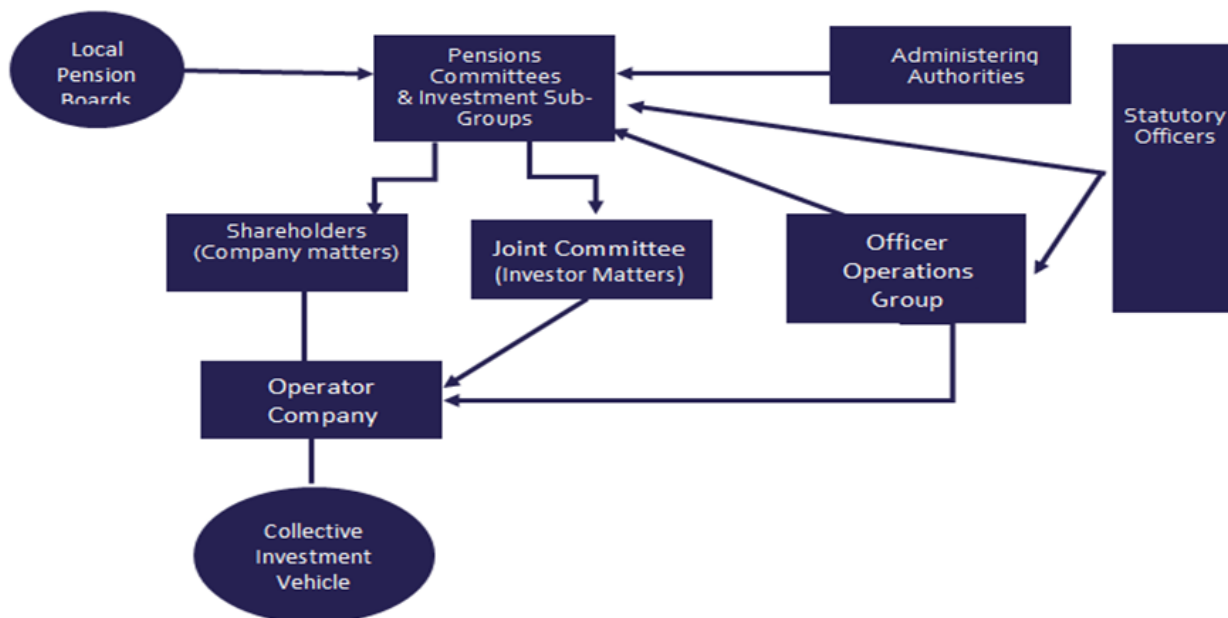 Local
Pension
Boards
Pensions
Committees
& Investment Sub-
Groups
Administering
Authorities
Statutory
Officers
Shareholders
(Company matters)
Joint Committee
(Investor Matters)
Officer
Operations
Group
Operator
Company
Collective
Investment
Vehicle